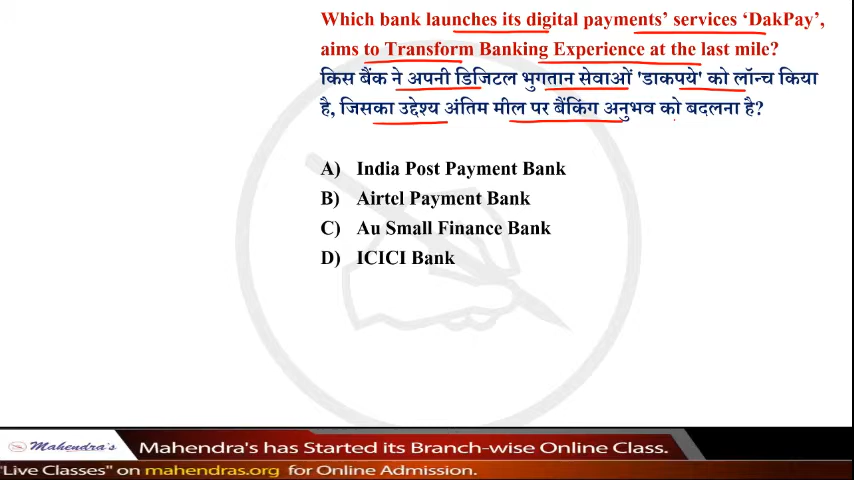 Which bank launches its digital payments’ services ‘DakPay’,
aims to Transform Banking Experience at the last mile?
किस बैंक ने अपनी डिजिटल भुगतान सेवाओं 'डाकपये' को लॉन्च किया
है, जिसका उद्देश्य अंतिम मील पर बैंकिंग अनुभव को बदलना है?
A) India Post Payment Bank
B) Airtel Payment Bank
C) Au Small Finance Bank
D) ICICI Bank
Mahendra's Mahendra's has Started its Branch-wise Online Class.
"Live Classes" on mahendras.org for Online Admission.